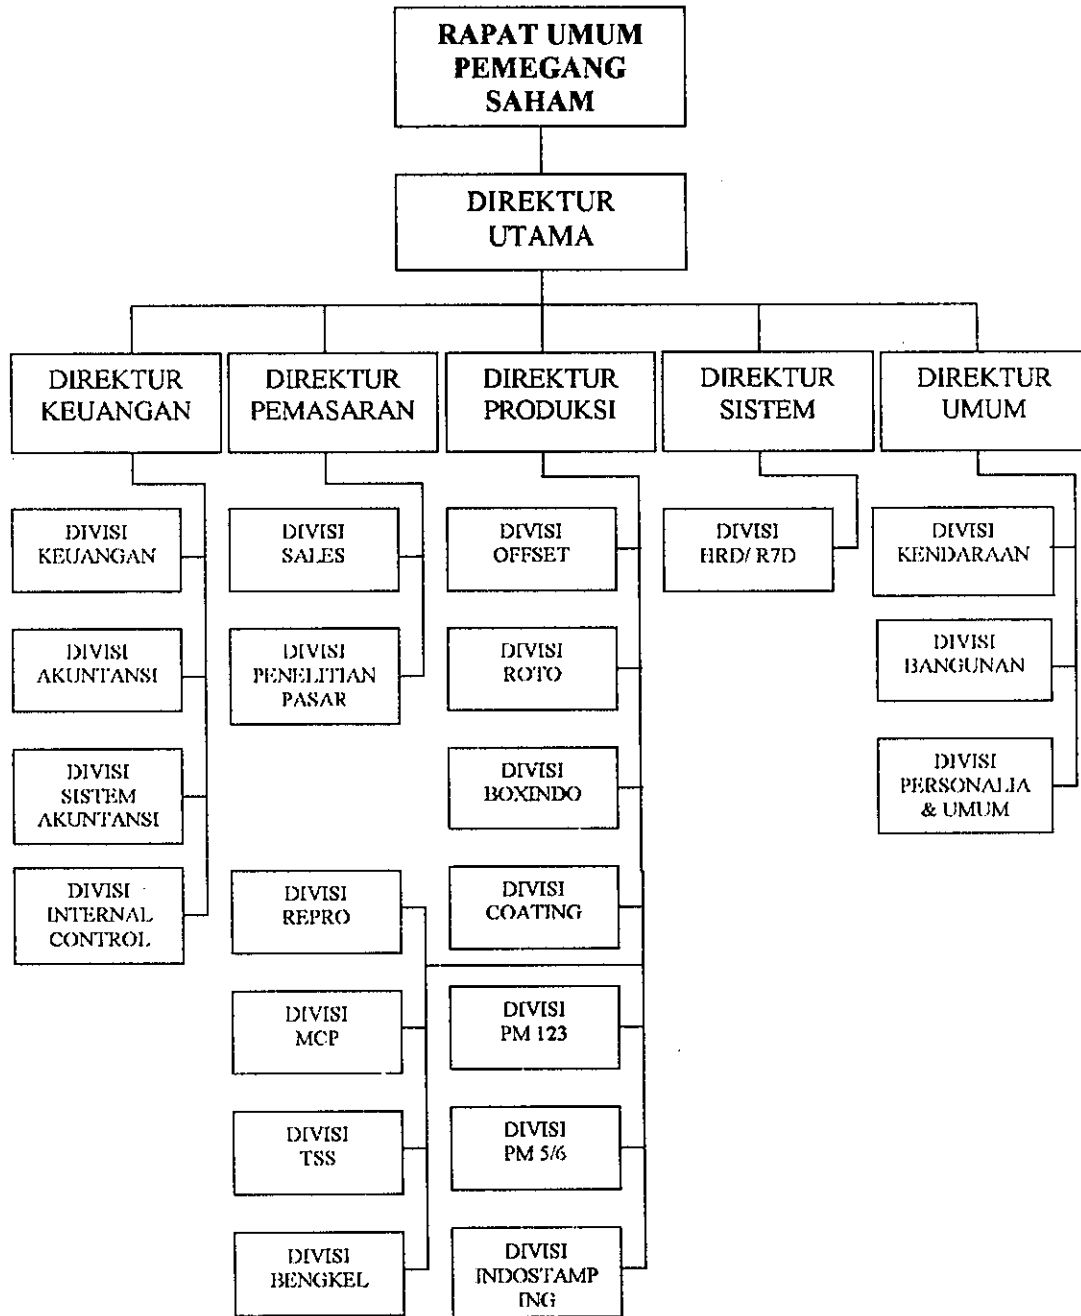 RAPAT UMUM
PEMEGANG
SAHAM
DIREKTUR
UTAMA
DIREKTUR
KEUANGAN
DIREKTUR
PEMASARAN
DIREKTUR
PRODUKSI
DIREKTUR
SISTEM
DIREKTUR
UMUM
DIVISI
KEUANGAN
DIVISI
AKUNTANSI
DIVISI
SISTEM
AKUNTANSI
DIVISI
INTERNAL
CONTROL
DIVISI
SALES
DIVISI
PENELITIAN
PASAR
DIVISI
REPRO
DIVISI
MCP
DIVISI
TSS
DIVISI
BENGKEL
DIVISI
OFFSET
DIVISI
ROTO
DIVISI
BOXINDO
DIVISI
COATING
DIVISI
PM 123
DIVISI
PM 5/6
DIVISI
INDOSTAMP
ING
DIVISI
HRD/ R7D
DIVISI
KENDARAAN
DIVISI
BANGUNAN
DIVISI
PERSONALIA
& UMUM